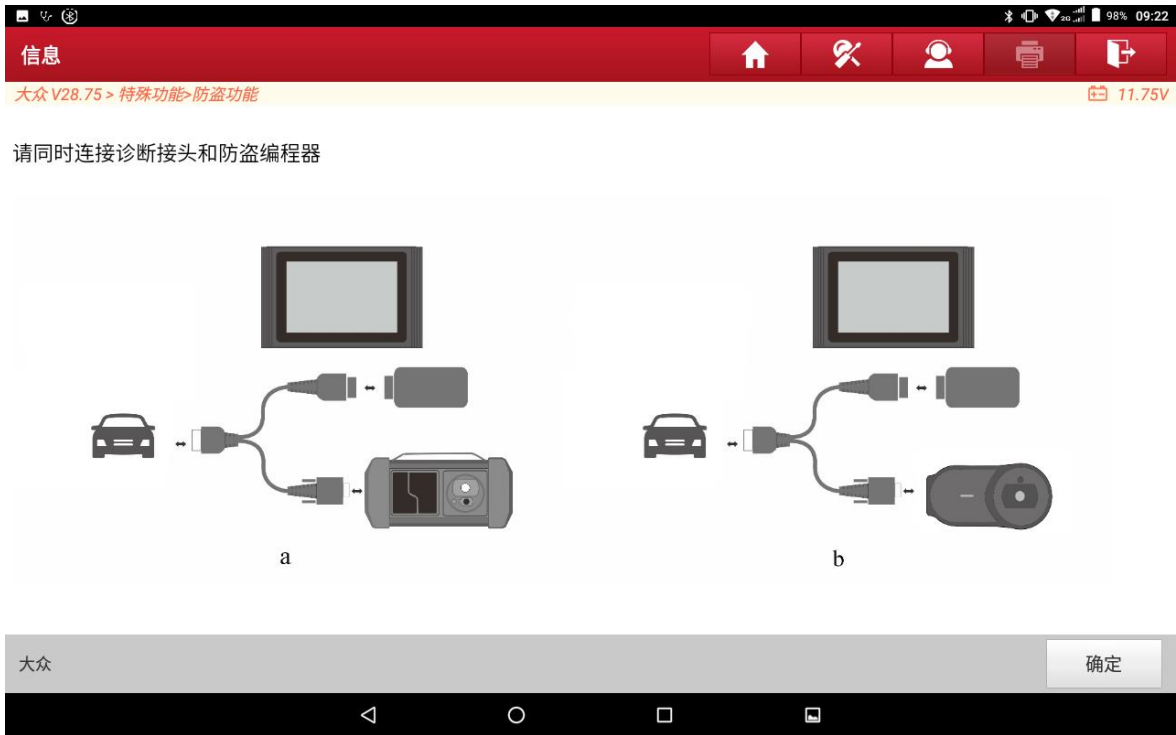 2G 98% 09:22
信息
大众 V28.75 > 特殊功能>防盗功能 11.75V
请同时连接诊断接头和防盗编程器
a b
大众 确定